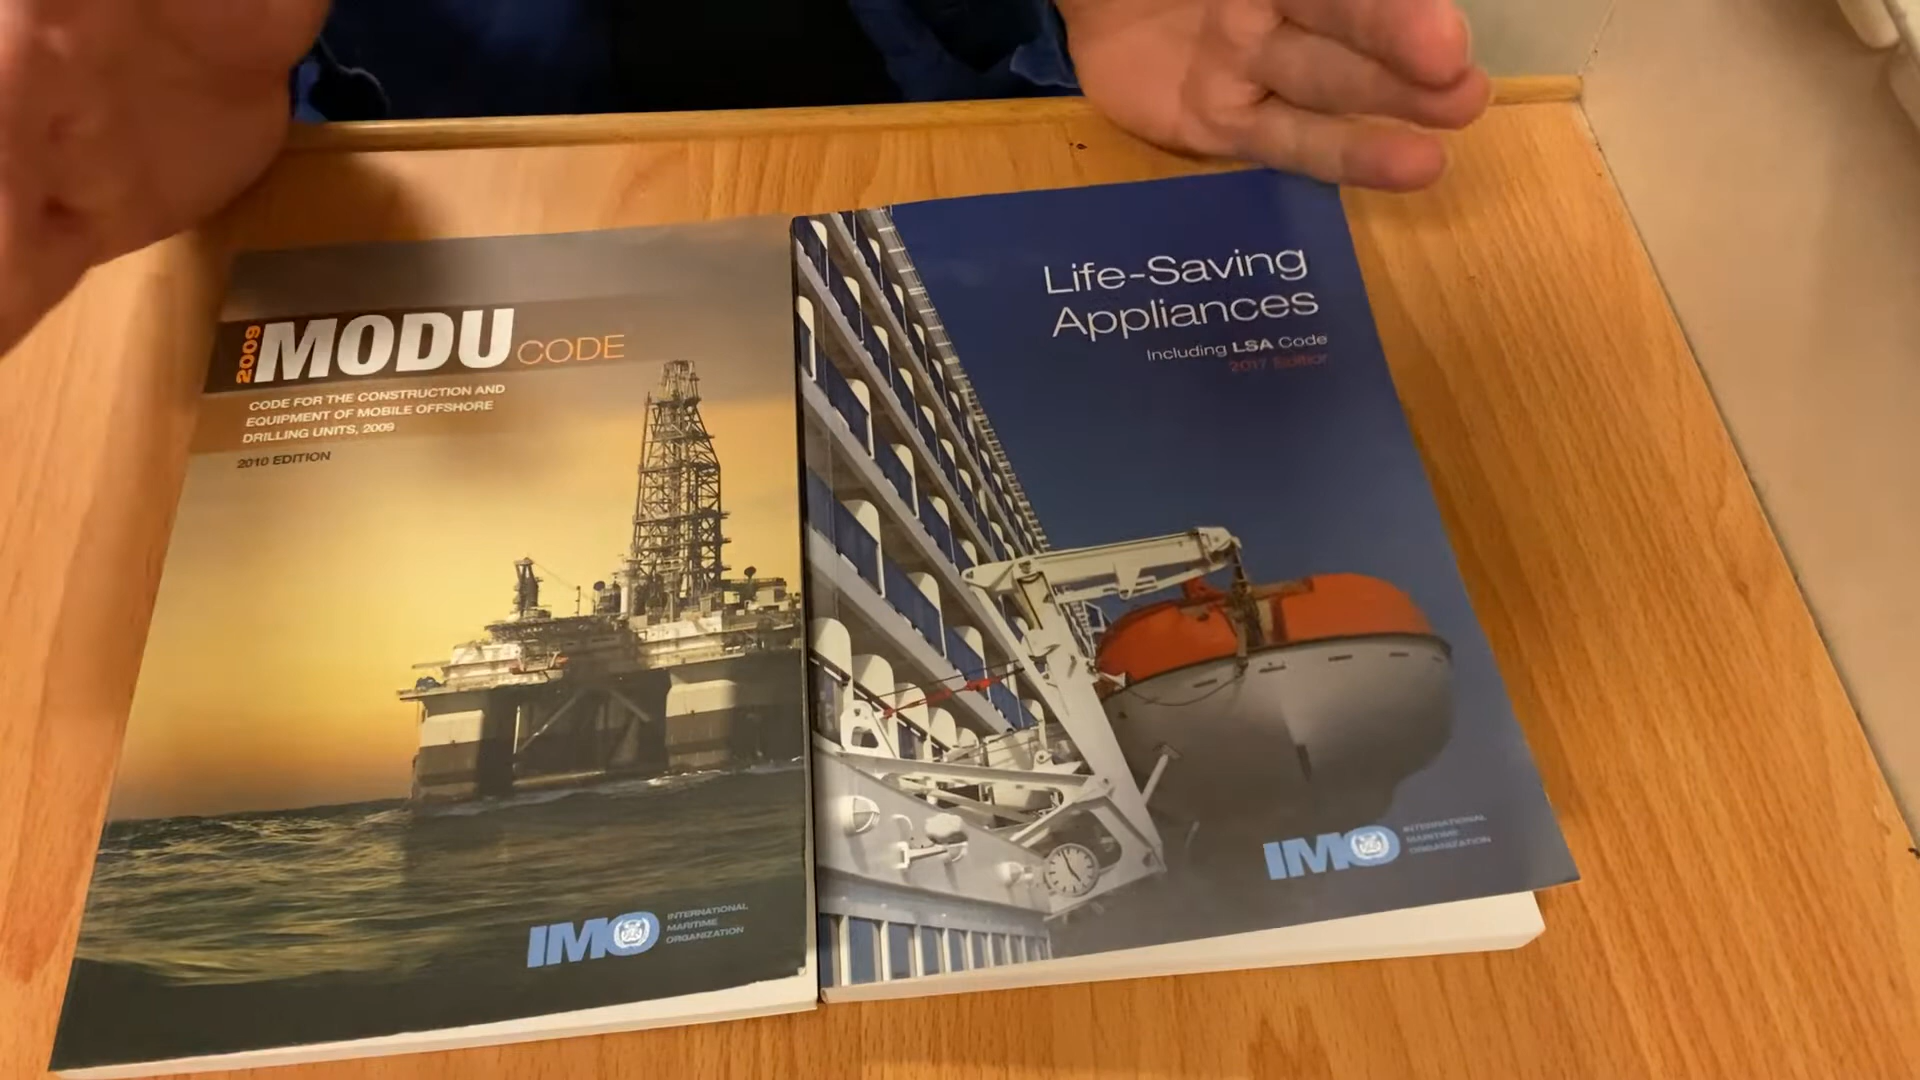 2009
MODU CODE
CODE FOR THE CONSTRUCTION AND
EQUIPMENT OF MOBILE OFFSHORE
DRILLING UNITS, 2009
2010 EDITION
IMO
INTERNATIONAL
MARITIME
ORGANIZATION
Life-Saving
Appliances
Including LSA Code
2017 Edition
IMO
INTERNATIONAL
MARITIME
ORGANIZATION